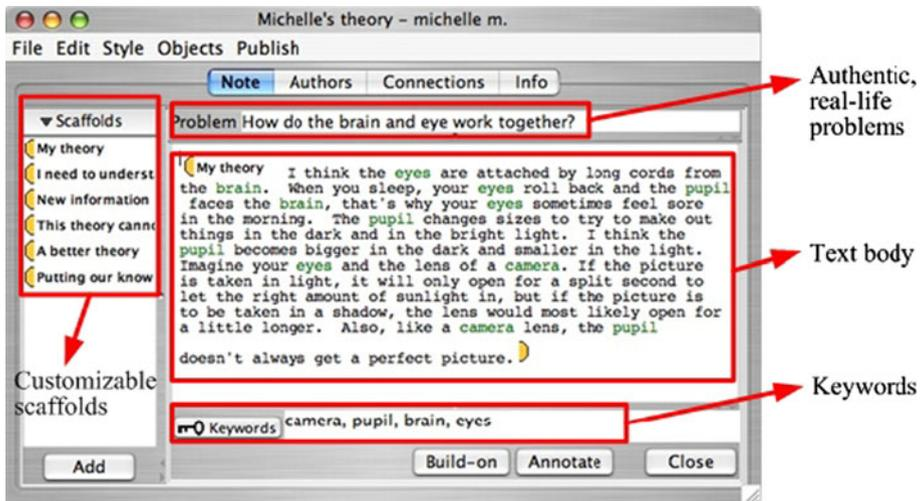 Michelle's theory – michelle m.
File Edit Style Objects Publish
Note Authors Connections Info
Scaffolds
My theory
I need to underst
New information
This theory canno
A better theory
Putting our know
Customizable
scaffolds
Add
Problem How do the brain and eye work together?
My theory I think the eyes are attached by long cords from
the brain. When you sleep, your eyes roll back and the pupil
faces the brain, that's why your eyes sometimes feel sore
in the morning. The pupil changes sizes to try to make out
things in the dark and in the bright light. I think the
pupil becomes bigger in the dark and smaller in the light.
Imagine your eyes and the lens of a camera. If the picture
is taken in light, it will only open for a split second to
let the right amount of sunlight in, but if the picture is
to be taken in a shadow, the lens would most likely open for
a little longer. Also, like a camera lens, the pupil
doesn't always get a perfect picture.
Keywords camera, pupil, brain, eyes
Build-on Annotate Close
Authentic,
real-life
problems
Text body
Keywords